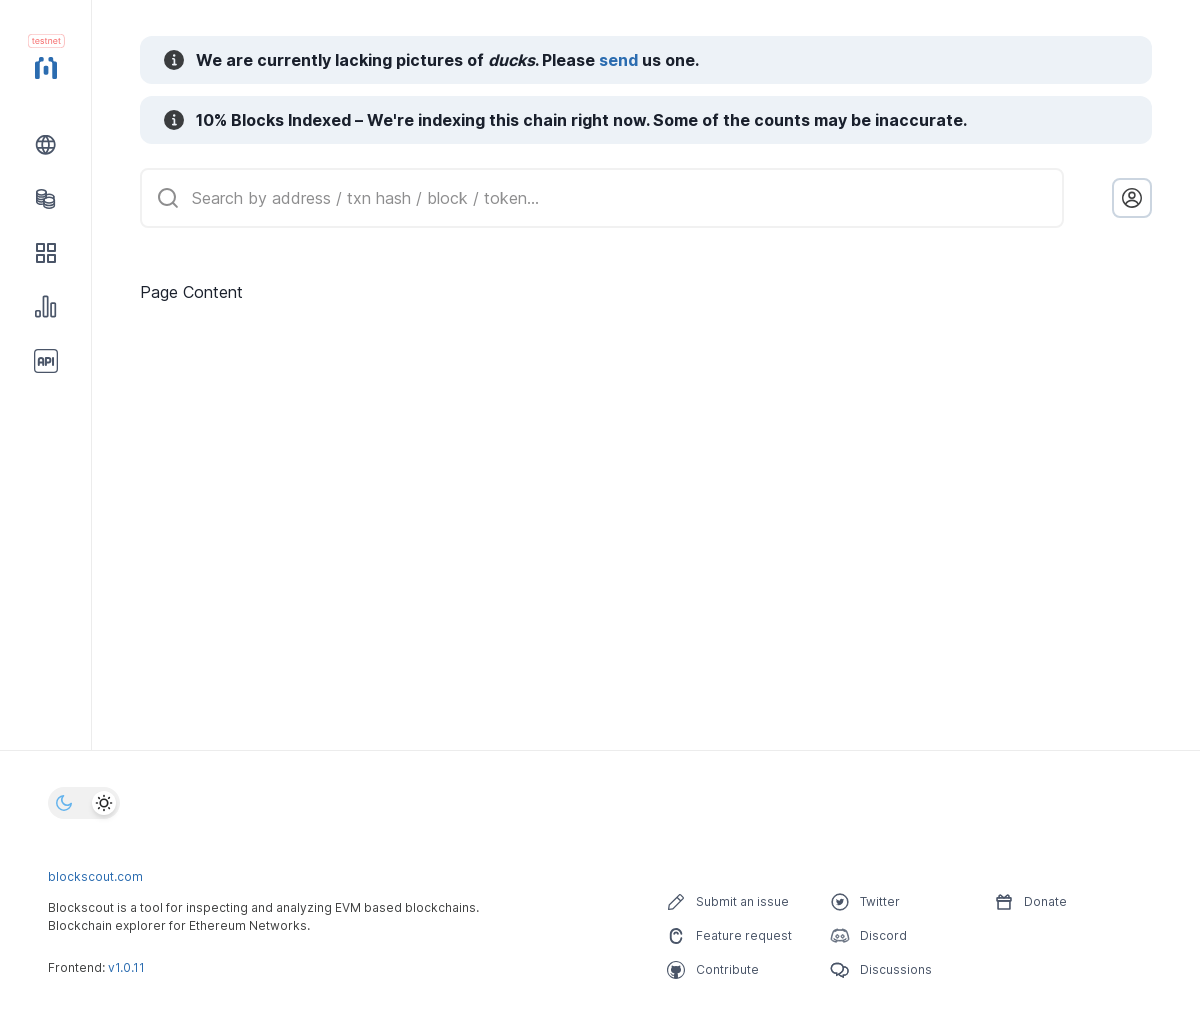 testnet
We are currently lacking pictures of ducks. Please send us one.
10% Blocks Indexed – We're indexing this chain right now. Some of the counts may be inaccurate.
Search by address / txn hash / block / token...
API
Page Content
blockscout.com
Blockscout is a tool for inspecting and analyzing EVM based blockchains.
Blockchain explorer for Ethereum Networks.
Frontend: v1.0.11
Submit an issue
Feature request
Contribute
Twitter
Discord
Discussions
Donate